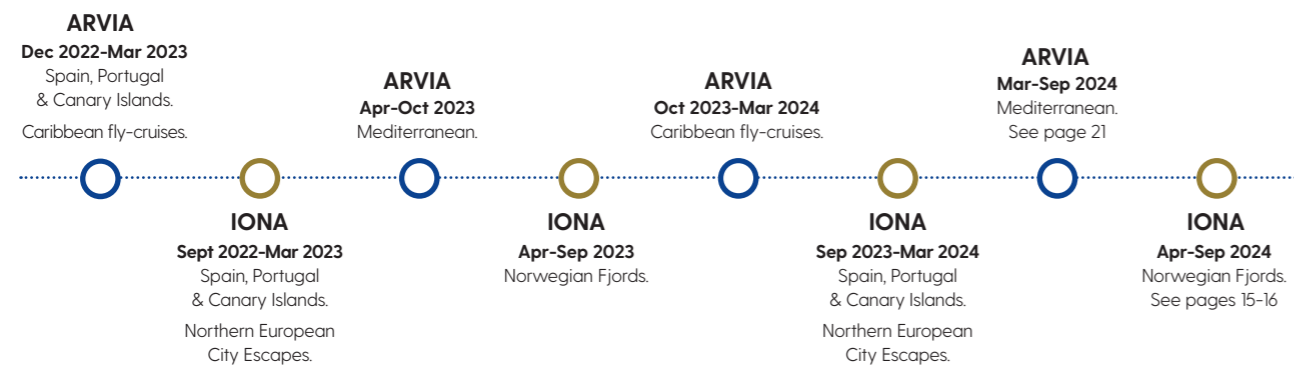 ARVIA
Dec 2022-Mar 2023
Spain, Portugal
& Canary Islands.
Caribbean fly-cruises.
IONA
Sept 2022-Mar 2023
Spain, Portugal
& Canary Islands.
Northern European
City Escapes.
ARVIA
Apr-Oct 2023
Mediterranean.
IONA
Apr-Sep 2023
Norwegian Fjords.
ARVIA
Oct 2023-Mar 2024
Caribbean fly-cruises.
IONA
Sep 2023-Mar 2024
Spain, Portugal
& Canary Islands.
Northern European
City Escapes.
ARVIA
Mar-Sep 2024
Mediterranean.
See page 21
IONA
Apr-Sep 2024
Norwegian Fjords.
See pages 15-16